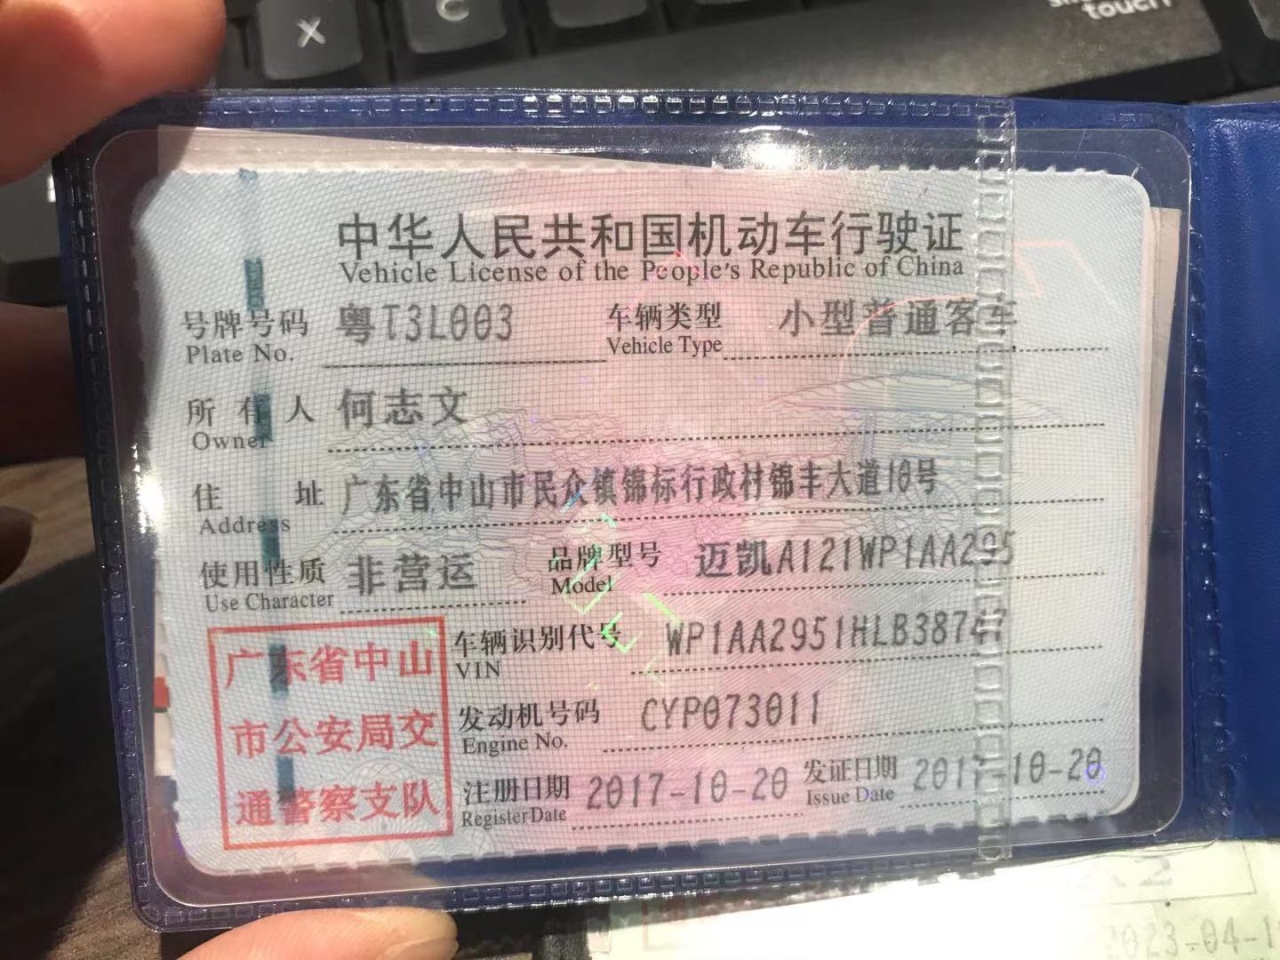 X
C
touch
中华人民共和国机动车行驶证
Vehicle License of the People's Republic of China
号牌号码 粤T3L003 车辆类型 小型普通客车
Plate No. Vehicle Type
所有人 何志文
Owner
住址 广东省中山市民众镇锦标行政村锦丰大道10号
Address
使用性质 非营运 品牌型号 迈凯A121WP1AA295
Use Character Model
车辆识别代号 WP1AA2951HLB38747
VIN
发动机号码 CYP073011
Engine No.
注册日期 2017-10-20 发证日期 2017-10-20
Register Date Issue Date
广东省中山
市公安局交
通警察支队
2023-04-1